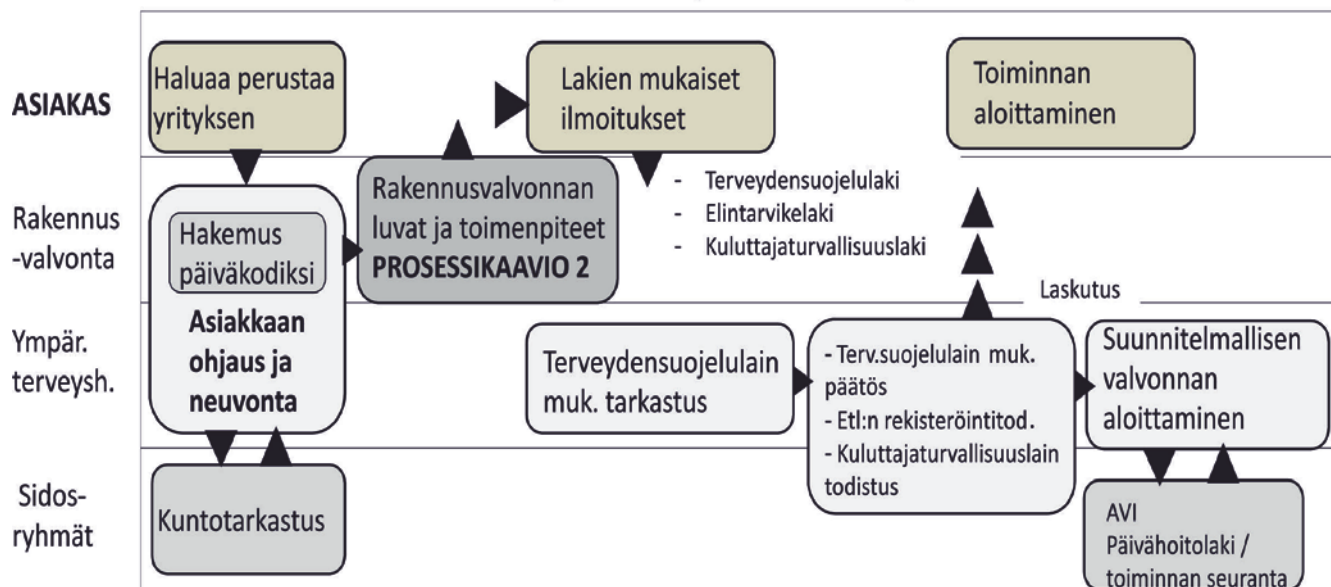 ASIAKAS
Haluaa perustaa
yrityksen
Lakien mukaiset
ilmoitukset
Toiminnan
aloittaminen
Rakennus
-valvonta
Hakemus
päiväkodiksi
Asiakkaan
ohjaus ja
neuvonta
Rakennusvalvonnan
luvat ja toimenpiteet
PROSESSIKAAVIO 2
- Terveydensuojelulaki
- Elintarvikelaki
- Kuluttajaturvallisuuslaki
Laskutus
Ympär.
terveysh.
Terveydensuojelulain
muk. tarkastus
- Terv.suojelulain muk.
päätös
- Etl:n rekisteröintitod.
- Kuluttajaturvallisuuslain
todistus
Suunnitelmallisen
valvonnan
aloittaminen
Sidos-
ryhmät
Kuntotarkastus
AVI
Päivähoitolaki /
toiminnan seuranta